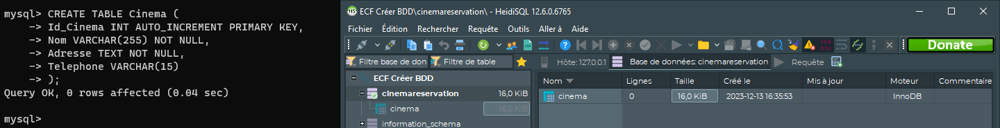 mysql> CREATE TABLE Cinema (
    -> Id_Cinema INT AUTO_INCREMENT PRIMARY KEY,
    -> Nom VARCHAR(255) NOT NULL,
    -> Adresse TEXT NOT NULL,
    -> Telephone VARCHAR(15)
    -> );
Query OK, 0 rows affected (0.04 sec)
mysql>
HS ECF Créer BDD\cinemareservation\ - HeidiSQL 12.6.0.6765
Fichier Édition Rechercher Requête Outils Aller à Aide
Donate
Filtre base de don Filtre de table Hôte: 127.0.0.1 Base de données: cinemareservation Requête
ECF Créer BDD
cinemareservation 16,0 KiB
cinema 16,0 KiB
information_schema
Nom Lignes Taille Créé le Mis à jour Moteur Commentaire
cinema 0 16,0 KiB 2023-12-13 16:35:53 InnoDB